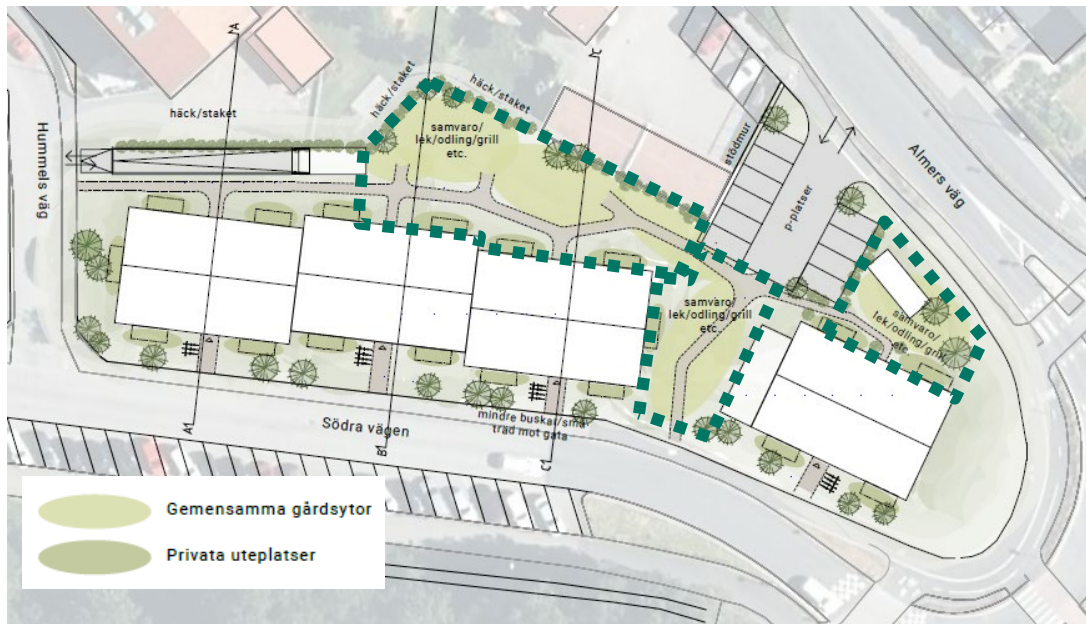 A
häck/staket
häck/staket
häck/staket
samvaro/
lek/odling/grill
etc.
stödmur
p-platser
Almers väg
Hummels väg
samvaro/
lek/odling/grill
etc.
samvaro/
lek/odling/grill
etc
mindre buskar/små
träd mot gata
Södra vägen
A1
B1
C1
Gemensamma gårdsytor
Privata uteplatser